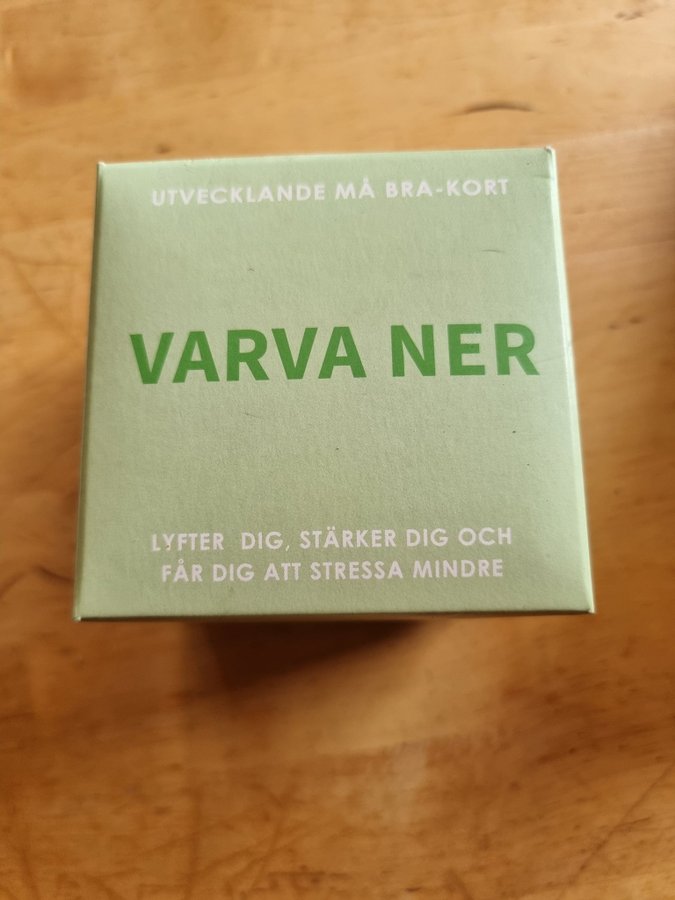 UTVECKLANDE MÅ BRA-KORT
VARVA NER
LYFTER DIG, STÄRKER DIG OCH
FÅR DIG ATT STRESSA MINDRE